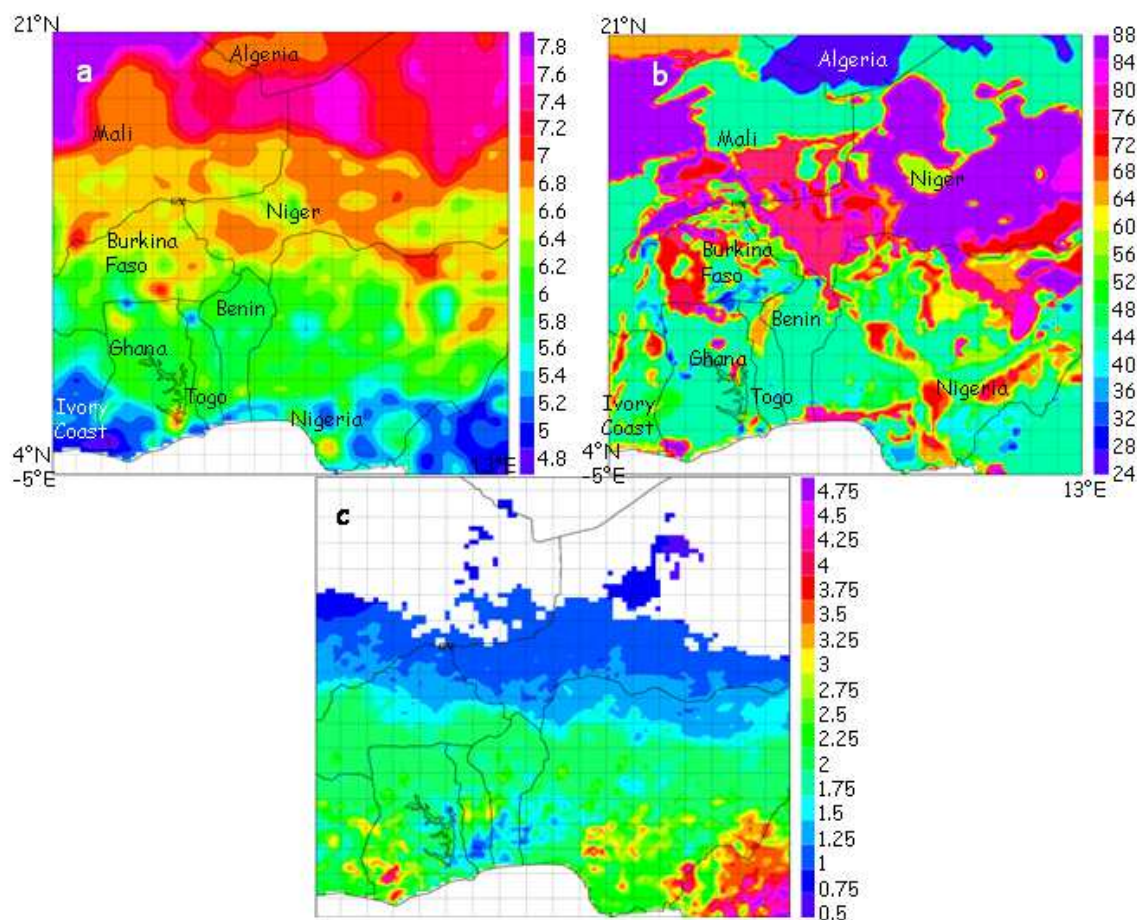 21°N
a
Algeria
Mali
Niger
Burkina
Faso
Benin
Ghana
Togo
Ivory
Coast
Nigeria
4°N
-5°E
13°E
7.8
7.6
7.4
7.2
7
6.8
6.6
6.4
6.2
6
5.8
5.6
5.4
5.2
5
4.8
21°N
b
Algeria
Mali
Niger
Burkina
Faso
Benin
Ghana
Togo
Nigeria
Ivory
Coast
4°N
-5°E
13°E
88
84
80
76
72
68
64
60
56
52
48
44
40
36
32
28
24
c
4.75
4.5
4.25
4
3.75
3.5
3.25
3
2.75
2.5
2.25
2
1.75
1.5
1.25
1
0.75
0.5